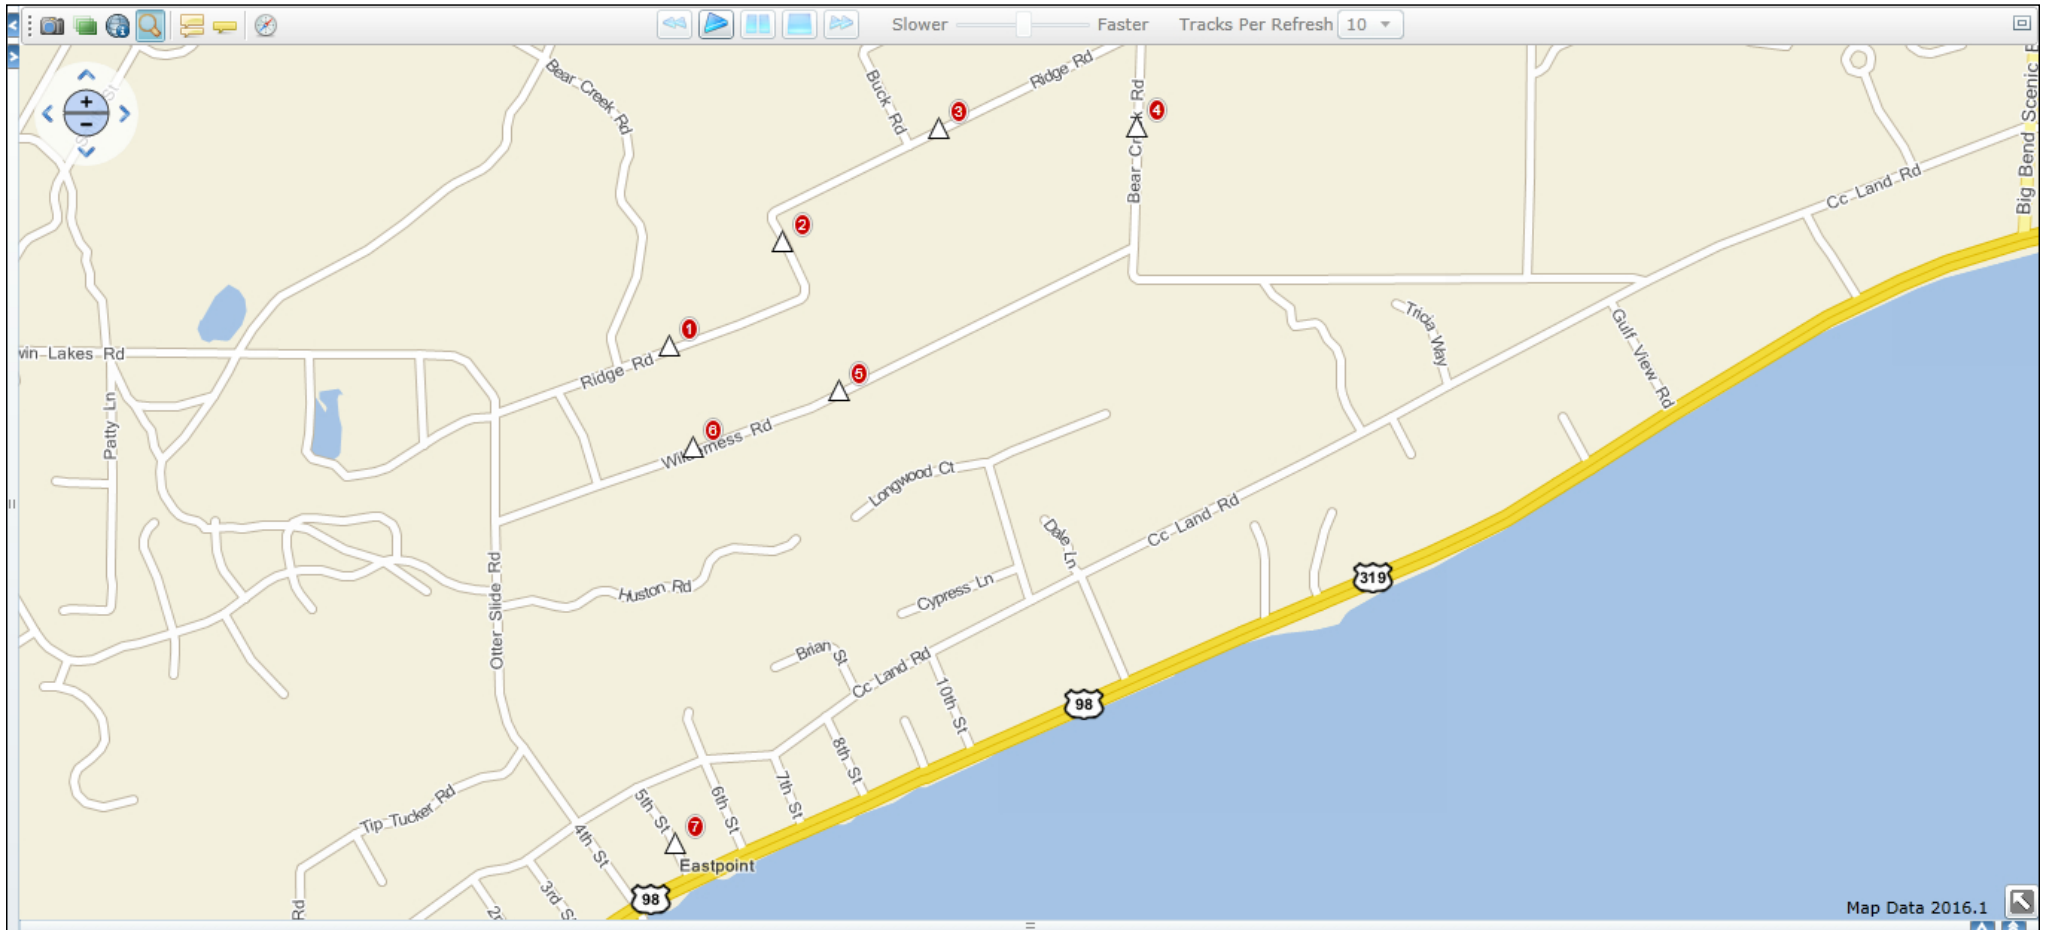 Slower Faster Tracks Per Refresh 10
Bear Creek Rd
Buck Rd
Ridge Rd
3
Bear Creek Rd
4
Big Bend Scenic
Cc Land Rd
2
1
win Lakes Rd
Ridge Rd
Tricia Way
Gulf View Rd
5
Patty Ln
6
Wilderness Rd
Longwood Ct
Dale Ln
Cc Land Rd
Otter Slide Rd
Huston Rd
Cypress Ln
319
Brian St
Cc Land Rd
10th St
98
8th St
7th St
6th St
5th St
Tip Tucker Rd
4th St
7
Eastpoint
3rd S
98
Rd
Map Data 2016.1